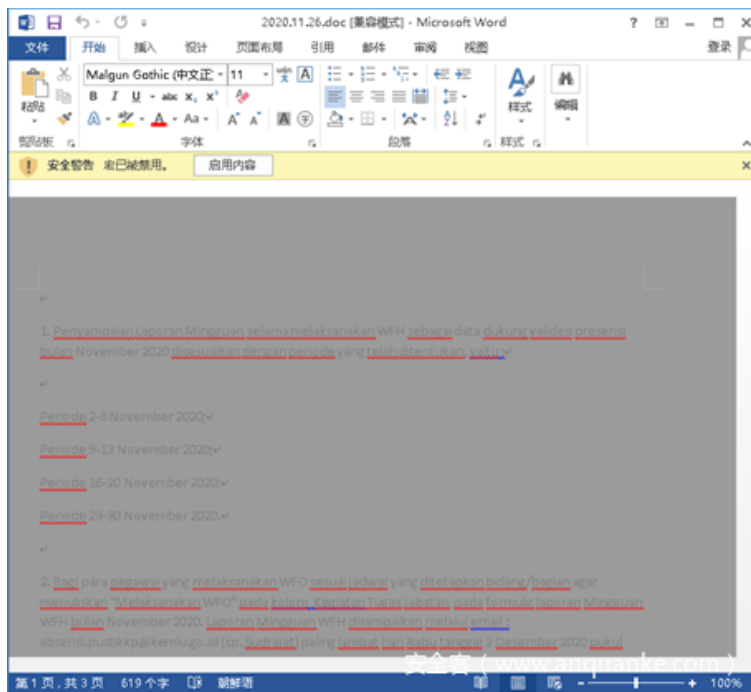 2020.11.26.doc [兼容模式] - Microsoft Word
文件 开始 插入 设计 页面布局 引用 邮件 审阅 视图 登录
Malgun Gothic (中文正 11
粘贴 样式 编辑
剪贴板 字体 段落 样式
安全警告 宏已被禁用。 启用内容
1. Penyampaian Laporan Mingguan selama melaksanakan WFH sebagai data dukung validasi presensi
bulan November 2020 disesuaikan dengan periode yang telah ditentukan, yaitu :
Periode 2-6 November 2020;
Periode 9-13 November 2020;
Periode 16-20 November 2020;
Periode 23-30 November 2020.
2. Bagi para pegawai yang melaksanakan WFO sesuai jadwal yang ditetapkan bidang/bagian agar
menuliskan "Melaksanakan WFO" pada kolom Kegiatan Tugas Jabatan pada formulir laporan Mingguan
WFH bulan November 2020. Laporan Mingguan WFH disampaikan melalui email :
absensi.pustikkp@kemlu.go.id (cp. Sudrajat) paling lambat hari Rabu tanggal 2 Desember 2020 pukul
安全客 ( www.anquanke.com )
第 1 页，共 3 页 619 个字 朝鲜语 100%